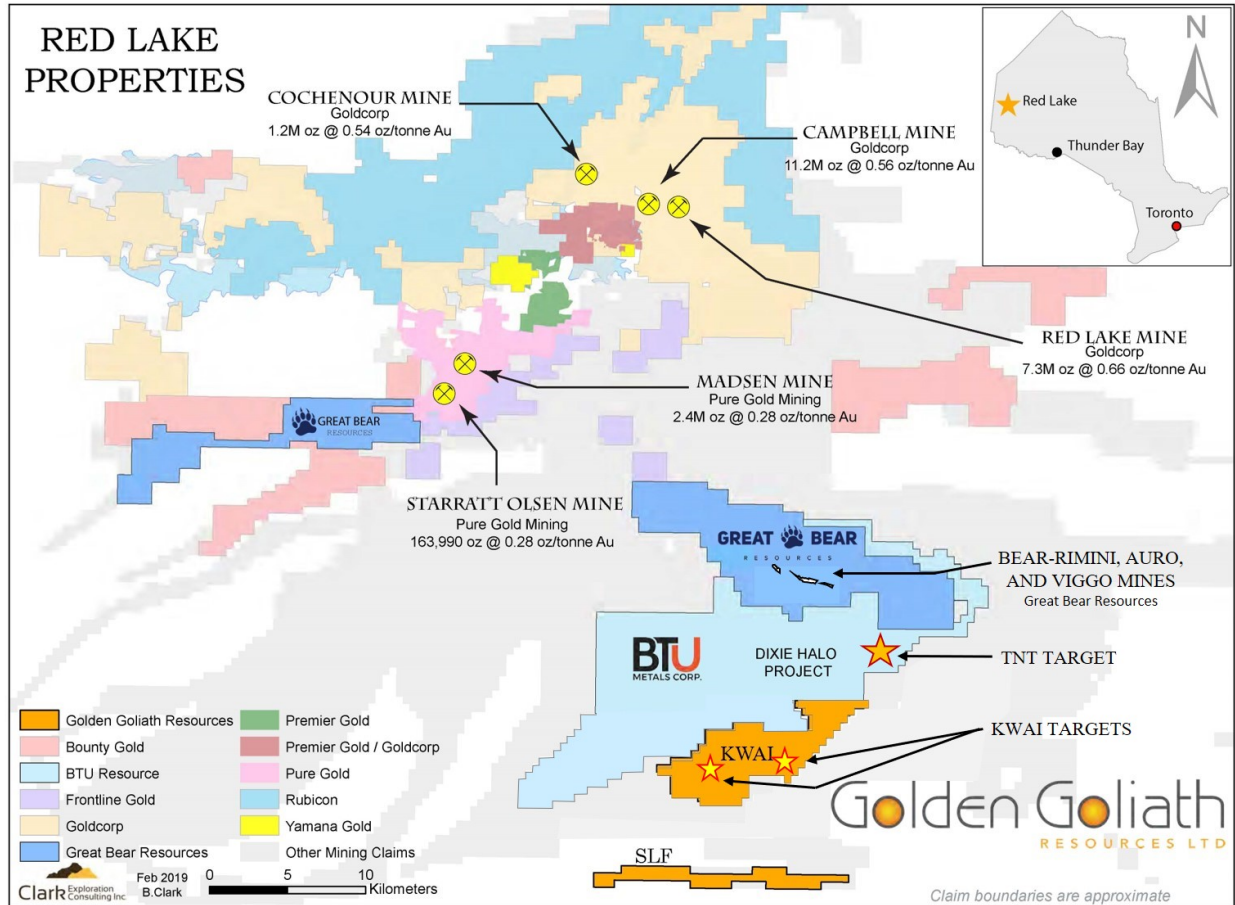 RED LAKE
PROPERTIES
COCHENOUR MINE
Goldcorp
1.2M oz @ 0.54 oz/tonne Au
CAMPBELL MINE
Goldcorp
11.2M oz @ 0.56 oz/tonne Au
N
Red Lake
Thunder Bay
Toronto
RED LAKE MINE
Goldcorp
7.3M oz @ 0.66 oz/tonne Au
MADSEN MINE
Pure Gold Mining
2.4M oz @ 0.28 oz/tonne Au
GREAT BEAR
RESOURCES
STARRATT OLSEN MINE
Pure Gold Mining
163,990 oz @ 0.28 oz/tonne Au
GREAT BEAR
RESOURCES
BEAR-RIMINI, AURO,
AND VIGGO MINES
Great Bear Resources
BTU
METALS CORP.
DIXIE HALO
PROJECT
TNT TARGET
KWAI TARGETS
KWAI
Golden Goliath Resources
Bounty Gold
BTU Resource
Frontline Gold
Goldcorp
Great Bear Resources
Premier Gold
Premier Gold / Goldcorp
Pure Gold
Rubicon
Yamana Gold
Other Mining Claims
Golden Goliath
RESOURCES LTD
SLF
Clark Exploration Consulting Inc.
Feb 2019
B.Clark
0 5 10
Kilometers
Claim boundaries are approximate